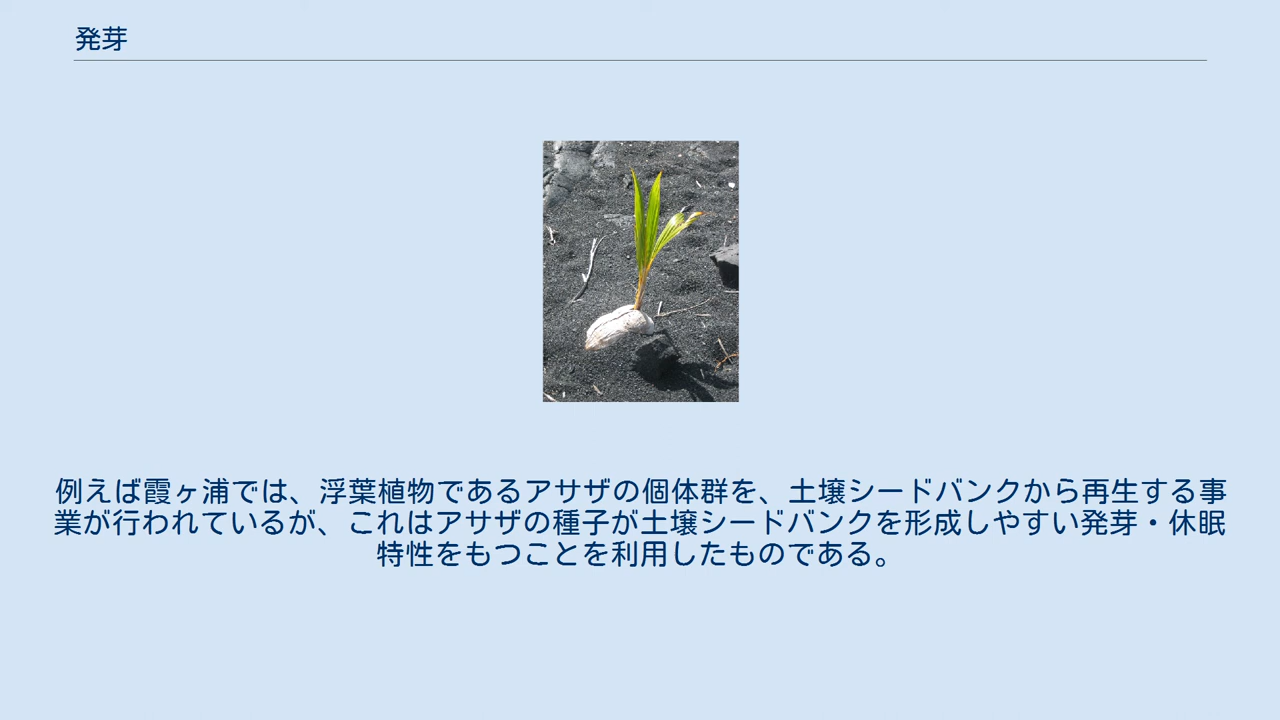 発芽
例えば霞ヶ浦では、浮葉植物であるアサザの個体群を、土壌シードバンクから再生する事
業が行われているが、これはアサザの種子が土壌シードバンクを形成しやすい発芽・休眠
特性をもつことを利用したものである。